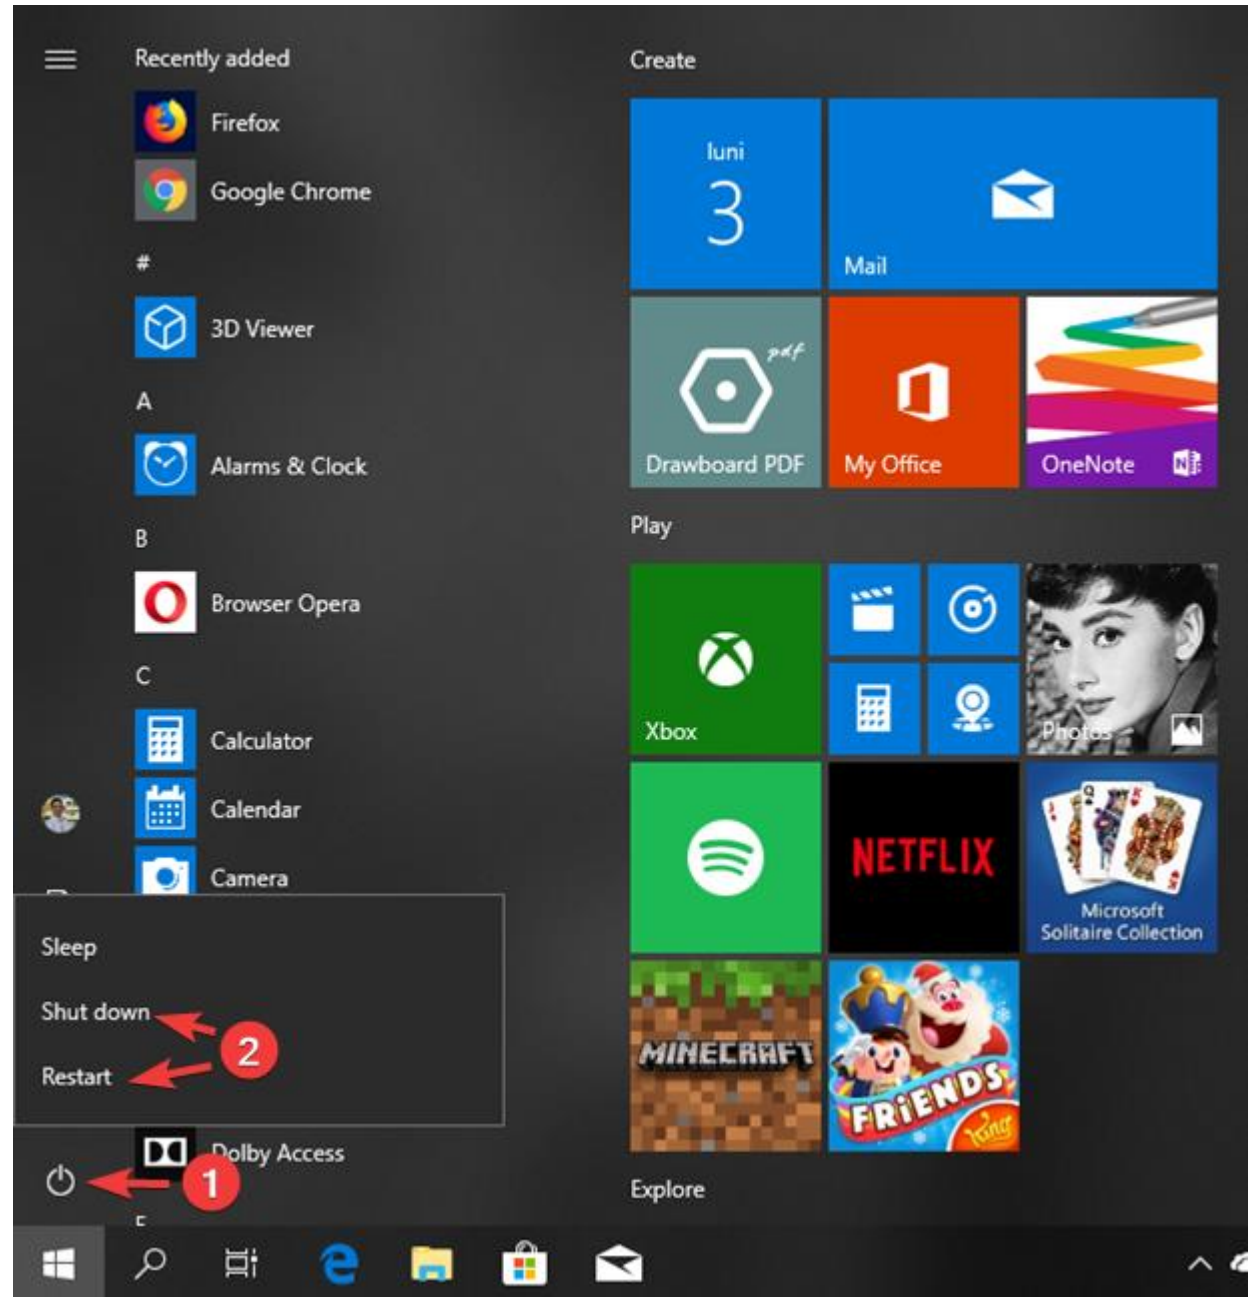 Recently added
Firefox
Google Chrome
#
3D Viewer
A
Alarms & Clock
B
Browser Opera
C
Calculator
Calendar
Camera
Sleep
Shut down
2
Restart
Dolby Access
1
Create
luni
3
Mail
pdf
Drawboard PDF
My Office
OneNote
N
Play
Xbox
Photos
NETFLIX
J
Q
K
K
Microsoft
Solitaire Collection
MINECRAFT
FRiENDS
King
Explore